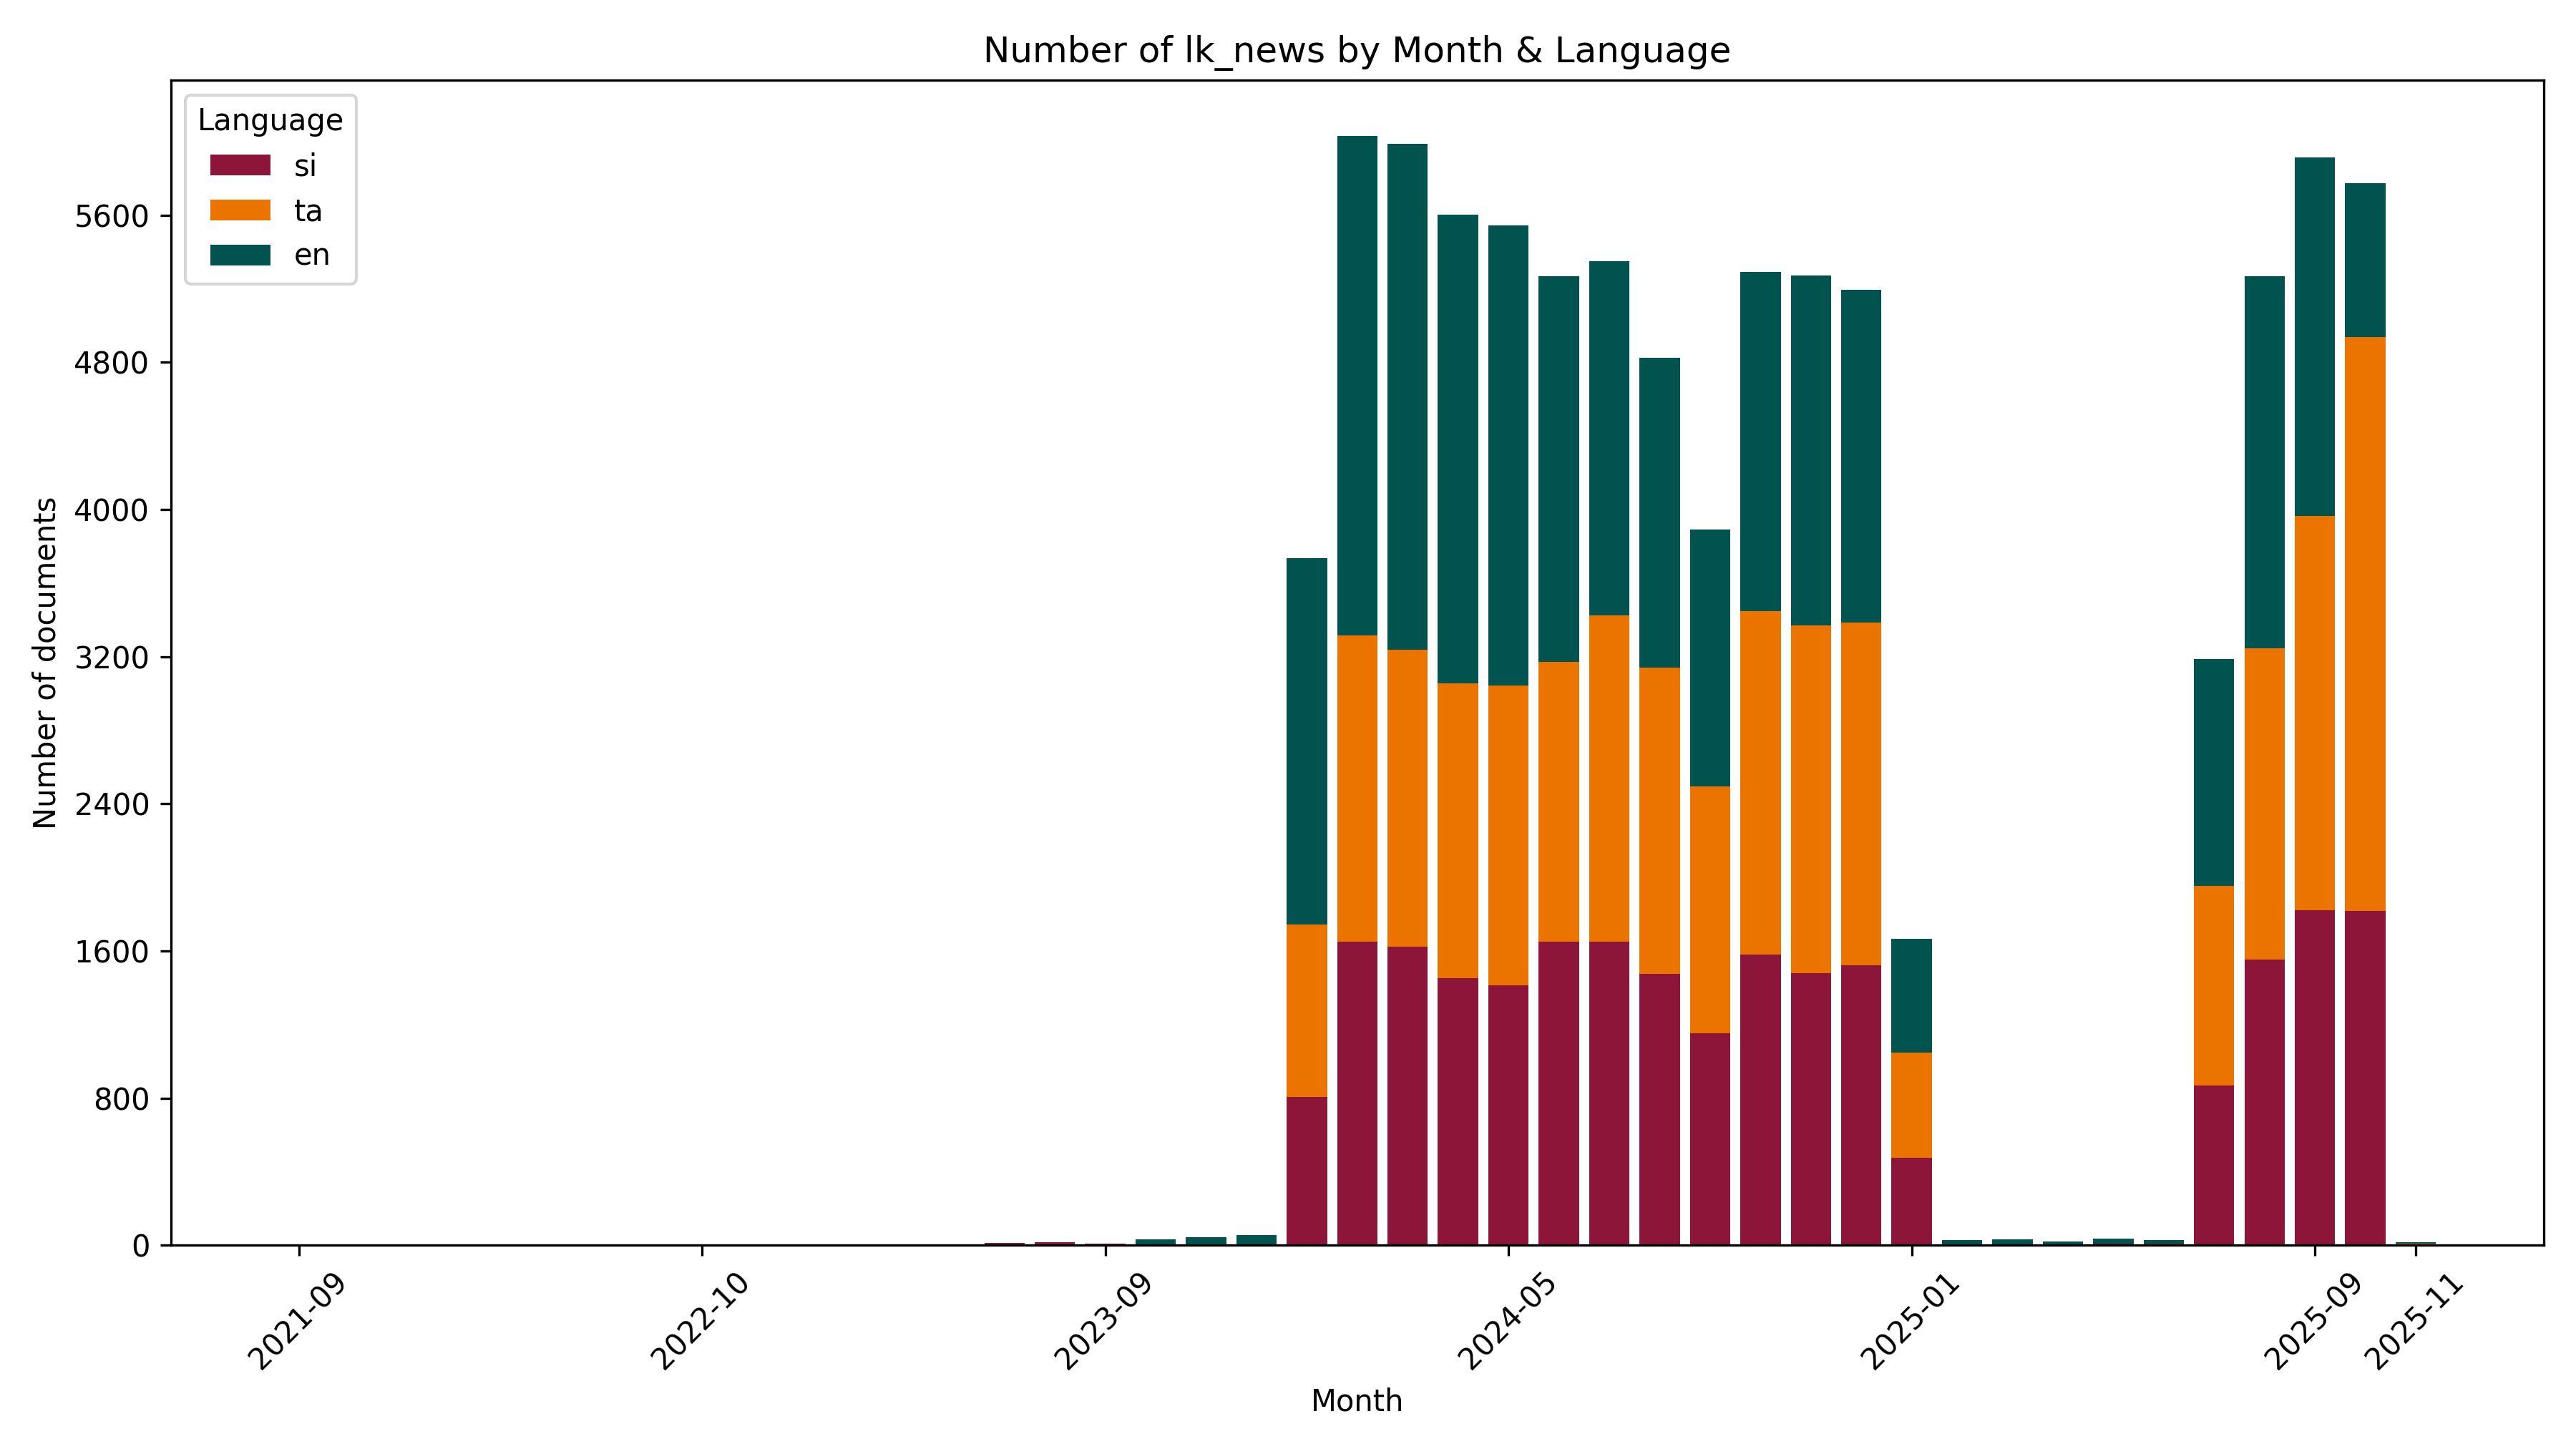 Number of lk_news by Month & Language
Language
si
ta
en
Number of documents
5600
4800
4000
3200
2400
1600
800
0
2021-09
2022-10
2023-09
2024-05
2025-01
2025-09
2025-11
Month